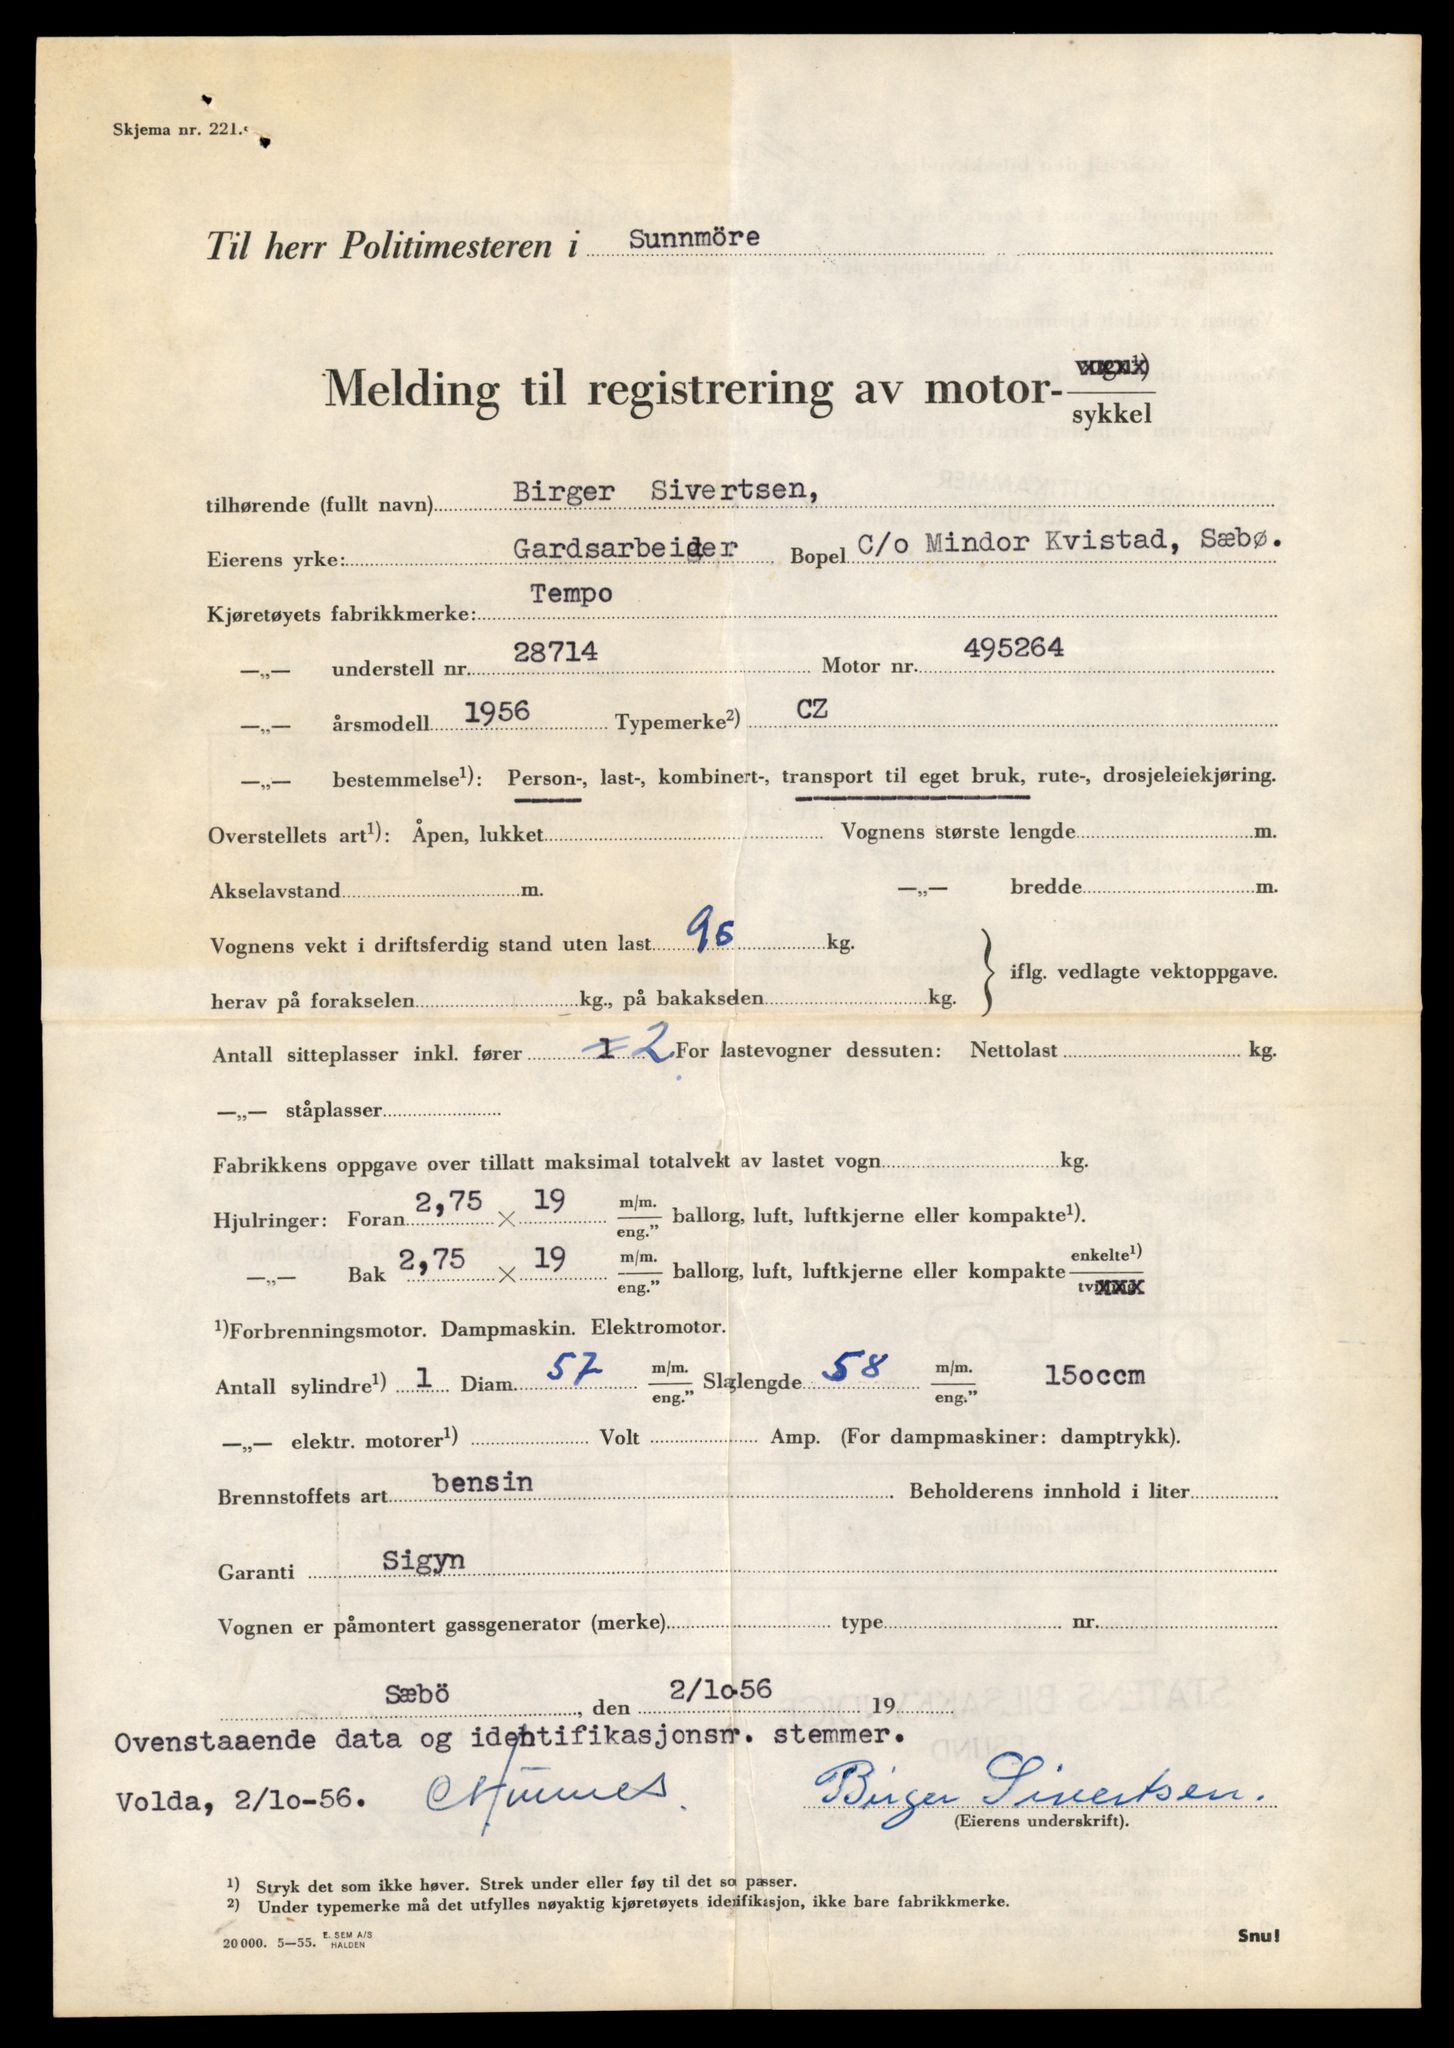 Skjema nr. 221.
Til herr Politimesteren i Sunnmöre
Melding til registrering av motor- sykkel
tilhørende (fullt navn) Birger Sivertsen,
Eierens yrke: Gardsarbeider Bopel C/o Mindor Kvistad, Sæbø.
Kjøretøyets fabrikkmerke: Tempo
—„— understell nr. 28714 Motor nr. 495264
—„— årsmodell 1956 Typemerke2) CZ
—„— bestemmelse1): Person-, last-, kombinert-, transport til eget bruk, rute-, drosjeleiekjøring.
Overstellets art1): Åpen, lukket Vognens største lengde m.
Akselavstand m. —„— bredde m.
Vognens vekt i driftsferdig stand uten last 95 kg.
herav på forakselen kg., på bakakselen kg. } iflg. vedlagte vektoppgave.
Antall sitteplasser inkl. fører 1 2 For lastevogner dessuten: Nettolast kg.
—„— ståplasser
Fabrikkens oppgave over tillatt maksimal totalvekt av lastet vogn kg.
Hjulringer: Foran 2,75 × 19 m/m. eng.” ballong, luft, luftkjerne eller kompakte1).
—„— Bak 2,75 × 19 m/m. eng.” ballong, luft, luftkjerne eller kompakte enkelte1)
1)Forbrenningsmotor. Dampmaskin. Elektromotor.
Antall sylindre1) 1 Diam. 57 m/m. eng.” Slaglengde 58 m/m. eng.” 15occm
—„— elektr. motorer1) Volt Amp. (For dampmaskiner: damptrykk).
Brennstoffets art bensin Beholderens innhold i liter
Garanti Sigyn
Vognen er påmontert gassgenerator (merke) type nr.
Sæbö, den 2/1o-56 19
Ovenstaaende data og identifikasjonsnr. stemmer.
Volda, 2/1o-56. Birger Sivertsen.
(Eierens underskrift).
1) Stryk det som ikke høver. Strek under eller føy til det som passer.
2) Under typemerke må det utfylles nøyaktig kjøretøyets identifikasjon, ikke bare fabrikkmerke.
20 000. 5—55. E. SEM A/S HALDEN
Snu!